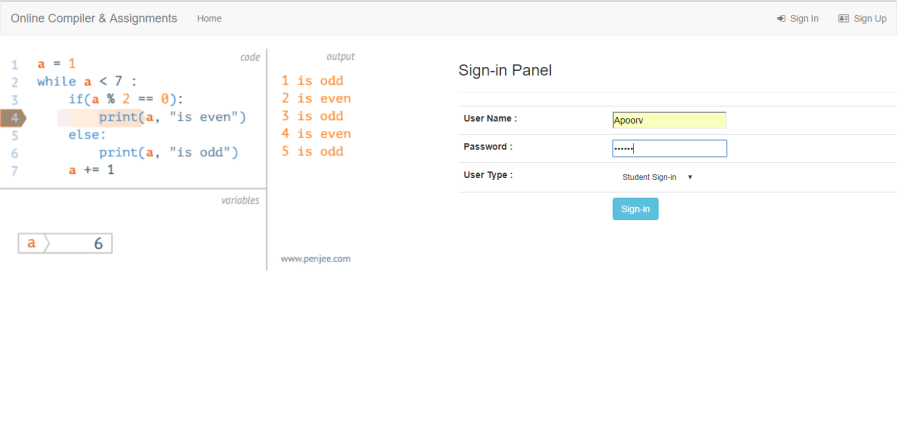 Online Compiler & Assignments Home Sign In Sign Up
code
1 a = 1
2 while a < 7 :
3 if(a % 2 == 0):
4 print(a, "is even")
5 else:
6 print(a, "is odd")
7 a += 1
variables
a 6
output
1 is odd
2 is even
3 is odd
4 is even
5 is odd
www.penjee.com
Sign-in Panel
User Name : Apoorv
Password : ••••••
User Type : Student Sign-in
Sign-in